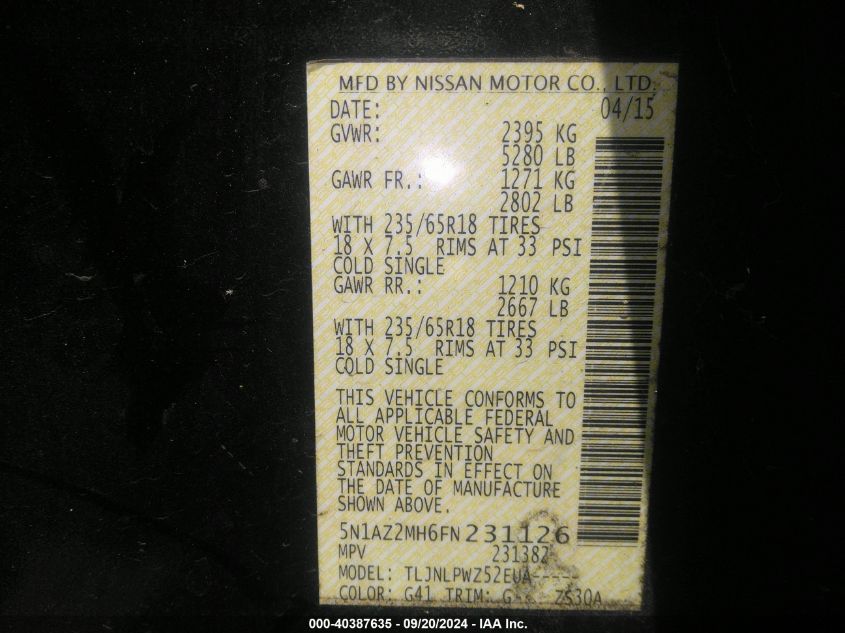 MFD BY NISSAN MOTOR CO., LTD.
DATE: 04/15
GVWR: 2395 KG
5280 LB
GAWR FR.: 1271 KG
2802 LB
WITH 235/65R18 TIRES
18 X 7.5 RIMS AT 33 PSI
COLD SINGLE
GAWR RR.: 1210 KG
2667 LB
WITH 235/65R18 TIRES
18 X 7.5 RIMS AT 33 PSI
COLD SINGLE
THIS VEHICLE CONFORMS TO
ALL APPLICABLE FEDERAL
MOTOR VEHICLE SAFETY AND
THEFT PREVENTION
STANDARDS IN EFFECT ON
THE DATE OF MANUFACTURE
SHOWN ABOVE.
5N1AZ2MH6FN231126
MPV 231382
MODEL: TLJNLPWZ52EUA-----
COLOR: G41 TRIM: G ZS30A
000-40387635 - 09/20/2024 - IAA Inc.